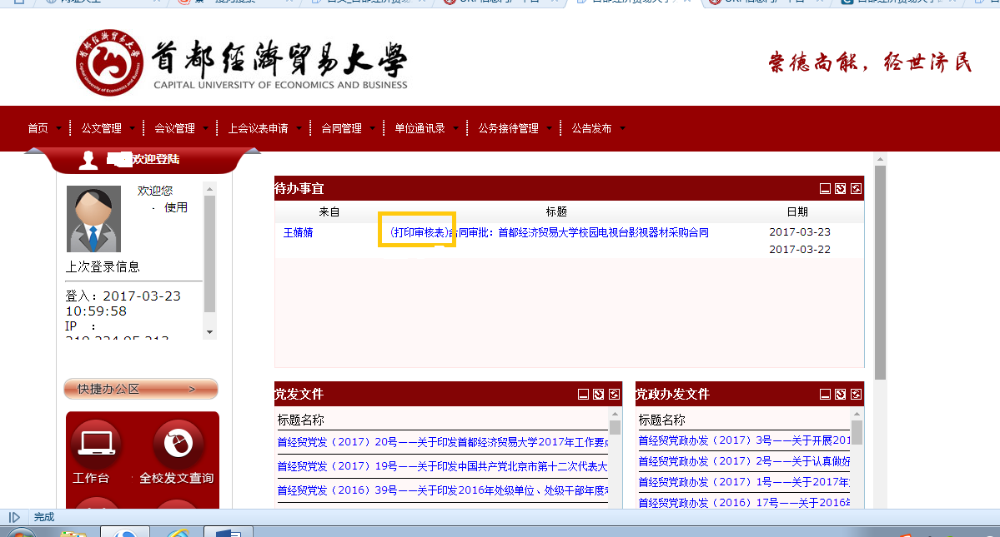 首都經濟貿易大學
CAPITAL UNIVERSITY OF ECONOMICS AND BUSINESS
崇德尚能，经世济民
首页 公文管理 会议管理 上会议表申请 合同管理 单位通讯录 公务接待管理 公告发布
欢迎登陆
欢迎您
· 使用
上次登录信息
登入：2017-03-23
10:59:58
IP ：
快捷办公区 >
工作台 全校发文查询
待办事宜
来自 标题 日期
王婧婧 (打印审核表)合同审批：首都经济贸易大学校园电视台影视器材采购合同 2017-03-23
2017-03-22
党发文件
标题名称
首经贸党发（2017）20号——关于印发首都经济贸易大学2017年工作要
首经贸党发（2017）19号——关于印发中国共产党北京市第十二次代表大
首经贸党发（2016）39号——关于印发2016年处级单位、处级干部年度
党政办发文件
标题名称
首经贸党政办发（2017）3号——关于开展201
首经贸党政办发（2017）2号——关于认真做好
首经贸党政办发（2017）1号——关于2017年
首经贸党政办发（2016）17号——关于2016年
完成